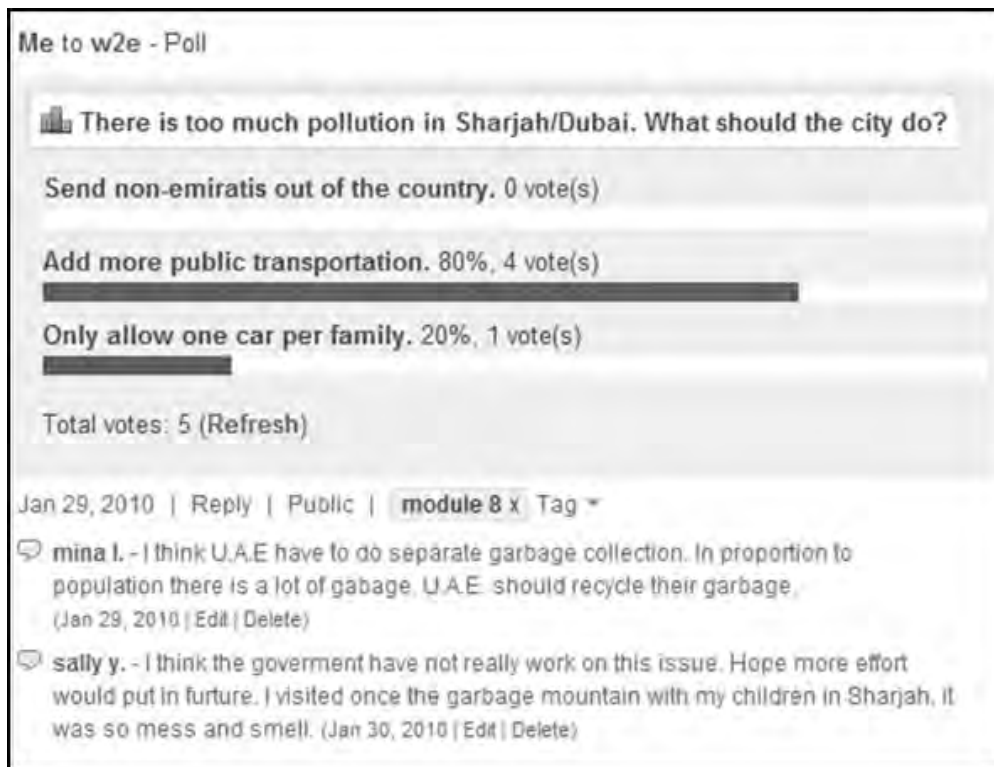 Me to w2e - Poll
There is too much pollution in Sharjah/Dubai. What should the city do?
Send non-emiratis out of the country. 0 vote(s)
Add more public transportation. 80%, 4 vote(s)
Only allow one car per family. 20%, 1 vote(s)
Total votes: 5 (Refresh)
Jan 29, 2010 | Reply | Public | module 8 x Tag
mina l. - I think U.A.E have to do separate garbage collection. In proportion to
population there is a lot of gabage. U.A.E. should recycle their garbage.
(Jan 29, 2010 | Edit | Delete)
sally y. - I think the goverment have not really work on this issue. Hope more effort
would put in furture. I visited once the garbage mountain with my children in Sharjah, it
was so mess and smell. (Jan 30, 2010 | Edit | Delete)